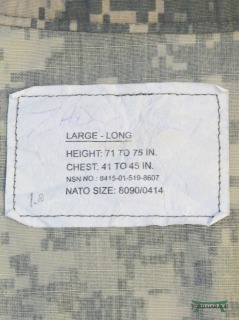 LARGE - LONG
HEIGHT: 71 TO 75 IN.
CHEST: 41 TO 45 IN.
NSN NO.: 8415-01-519-8607
NATO SIZE: 8090/0414